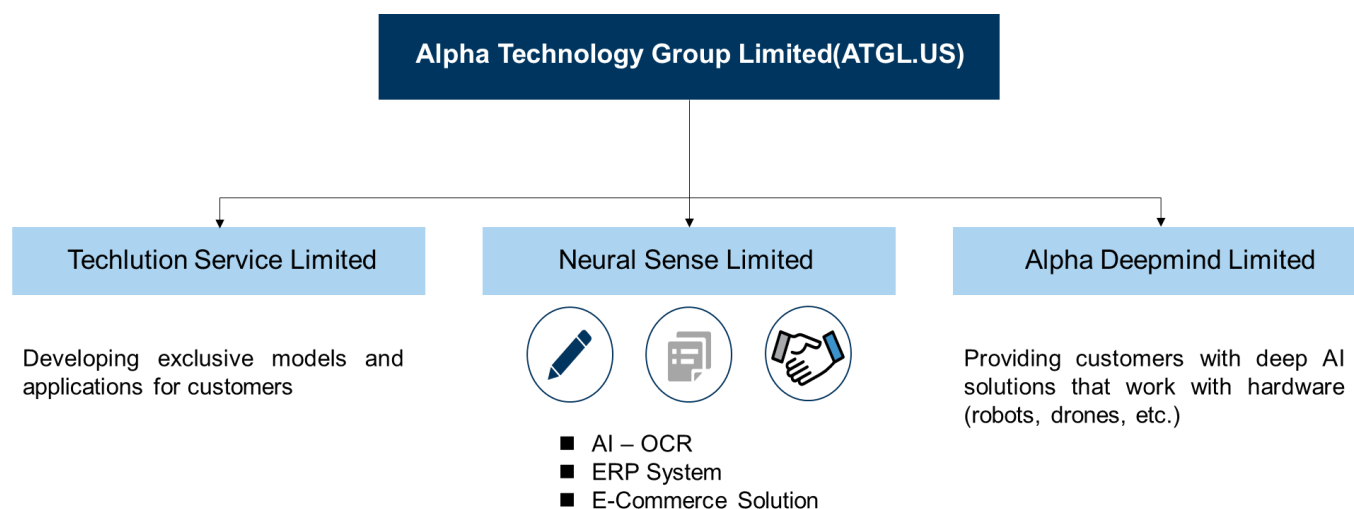 Alpha Technology Group Limited(ATGL.US)
Techlution Service Limited
Neural Sense Limited
Alpha Deepmind Limited
Developing exclusive models and
applications for customers
■ AI – OCR
■ ERP System
■ E-Commerce Solution
Providing customers with deep AI
solutions that work with hardware
(robots, drones, etc.)